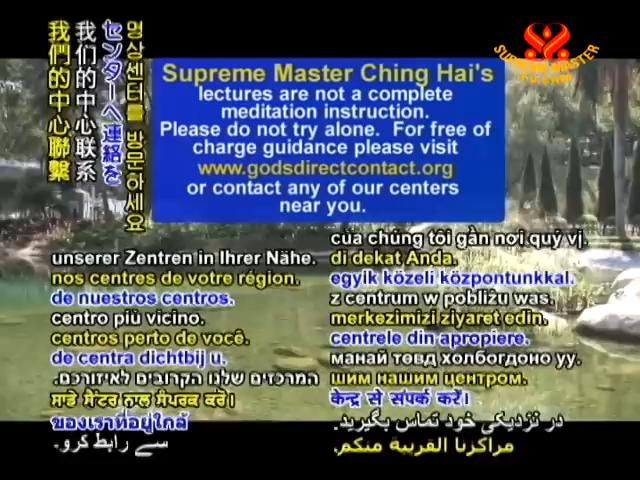 SUPREME MASTER
TV.COM
我們的中心聯繫
我们的中心联系
センターへ連絡を
명상센터를 방문하세요
Supreme Master Ching Hai's
lectures are not a complete
meditation instruction.
Please do not try alone. For free of
charge guidance please visit
www.godsdirectcontact.org
or contact any of our centers
near you.
unserer Zentren in Ihrer Nähe.
nos centres de votre région.
de nuestros centros.
centro più vicino.
centros perto de você.
de centra dichtbij u.
המרכזים שלנו הקרובים לאיזורכם.
ਸਾਡੇ ਸੈਂਟਰ ਨਾਲ ਸੰਪਰਕ ਕਰੋ।
ของเราที่อยู่ใกล้
سے رابطہ کرو.
của chúng tôi gần nơi quý vị.
di dekat Anda.
egyik közeli központunkkal.
z centrum w pobliżu was.
merkezimizi ziyaret edin.
centrele din apropiere.
манай төвд холбогдоно уу.
шим нашим центром.
केन्द्र से संपर्क करें।
در نزدیکی خود تماس بگیرید.
مراكزنا القريبة منكم.